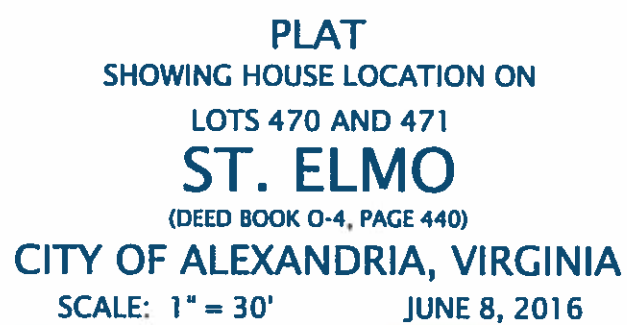 PLAT
SHOWING HOUSE LOCATION ON
LOTS 470 AND 471
ST. ELMO
(DEED BOOK O-4, PAGE 440)
CITY OF ALEXANDRIA, VIRGINIA
SCALE: 1" = 30' JUNE 8, 2016